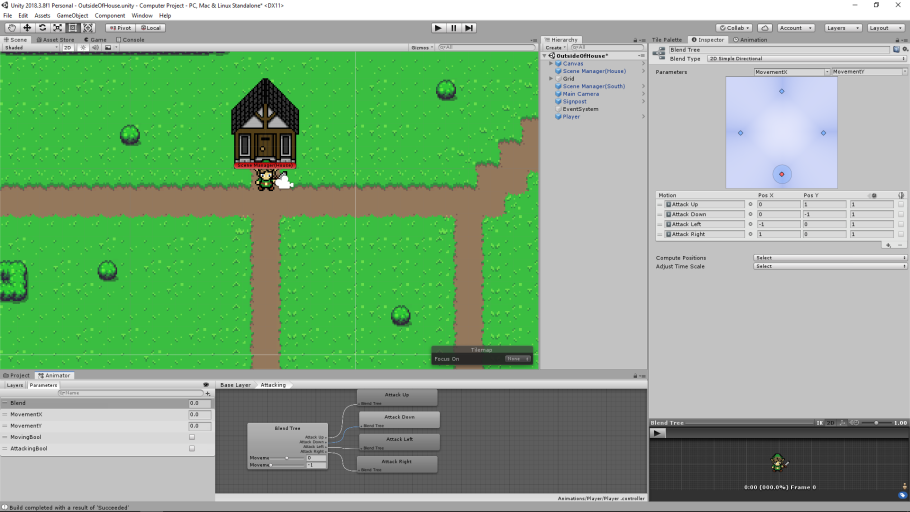 Unity 2018.3.8f1 Personal - OutsideOfHouse.unity - Computer Project - PC, Mac & Linux Standalone* <DX11>
File Edit Assets GameObject Component Window Help
Pivot Local
Collab Account Layers Layout
Scene Asset Store Game Console
Shaded 2D Gizmos All
Scene Manager(House)
Tilemap
Focus On None
Hierarchy
Create All
OutsideOfHouse*
Canvas
Scene Manager(House)
Grid
Scene Manager(South)
Main Camera
Signpost
EventSystem
Player
Tile Palette Inspector Animation
Blend Tree
Blend Type 2D Simple Directional
Parameters MovementX MovementY
Motion Pos X Pos Y
Attack Up 0 1 1
Attack Down 0 -1 1
Attack Left -1 0 1
Attack Right 1 0 1
Compute Positions Select
Adjust Time Scale Select
Project Animator
Layers Parameters
Name
Blend 0.0
MovementX 0.0
MovementY 0.0
MovingBool
AttackingBool
Base Layer Attacking
Blend Tree
Attack Up
Attack Down
Attack Left
Attack Right
Movem 0
Movem -1
Attack Up
Blend Tree
Attack Down
Blend Tree
Attack Left
Blend Tree
Attack Right
Blend Tree
Animations/Player/Player .controller
Blend Tree IK 2D 1.00
0:00 (000.0%) Frame 0
Build completed with a result of 'Succeeded'